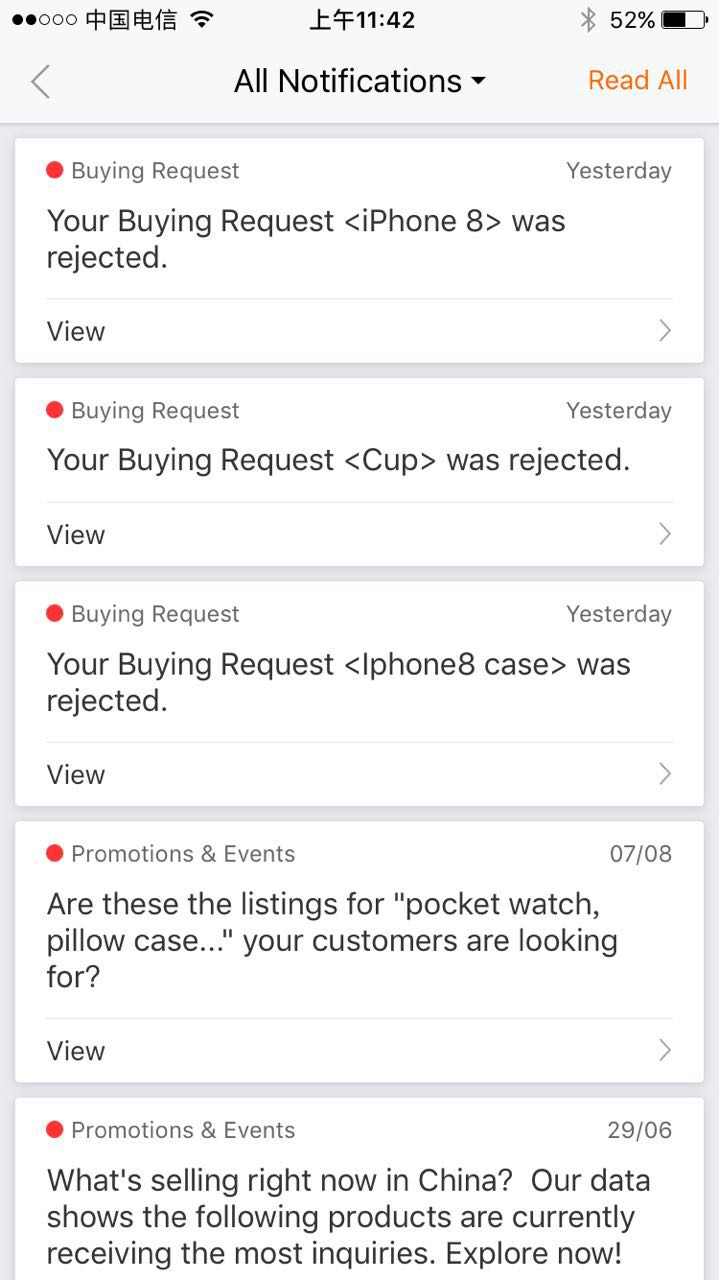 中国电信 上午11:42 52%
All Notifications Read All
Buying Request Yesterday
Your Buying Request <iPhone 8> was
rejected.
View
Buying Request Yesterday
Your Buying Request <Cup> was rejected.
View
Buying Request Yesterday
Your Buying Request <Iphone8 case> was
rejected.
View
Promotions & Events 07/08
Are these the listings for "pocket watch,
pillow case..." your customers are looking
for?
View
Promotions & Events 29/06
What's selling right now in China?  Our data
shows the following products are currently
receiving the most inquiries. Explore now!